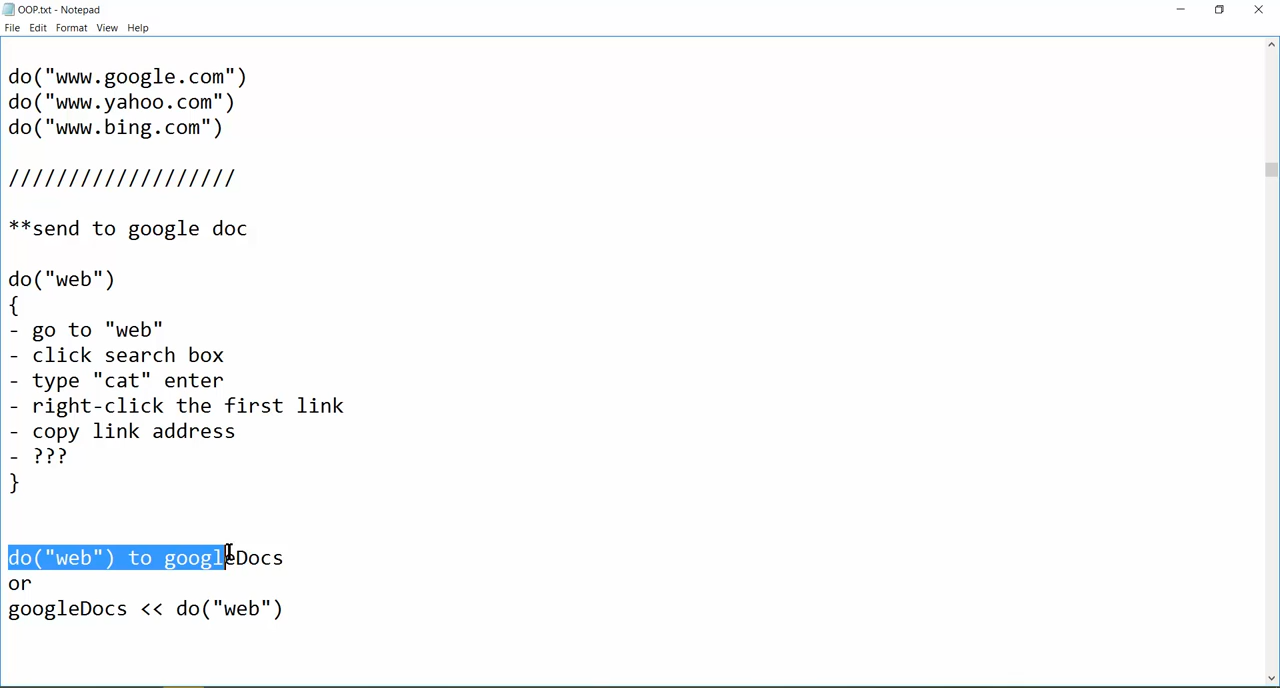 OOP.txt - Notepad
File Edit Format View Help
do("www.google.com")
do("www.yahoo.com")
do("www.bing.com")
///////////////////
**send to google doc
do("web")
{
- go to "web"
- click search box
- type "cat" enter
- right-click the first link
- copy link address
- ???
}
do("web") to googleDocs
or
googleDocs << do("web")